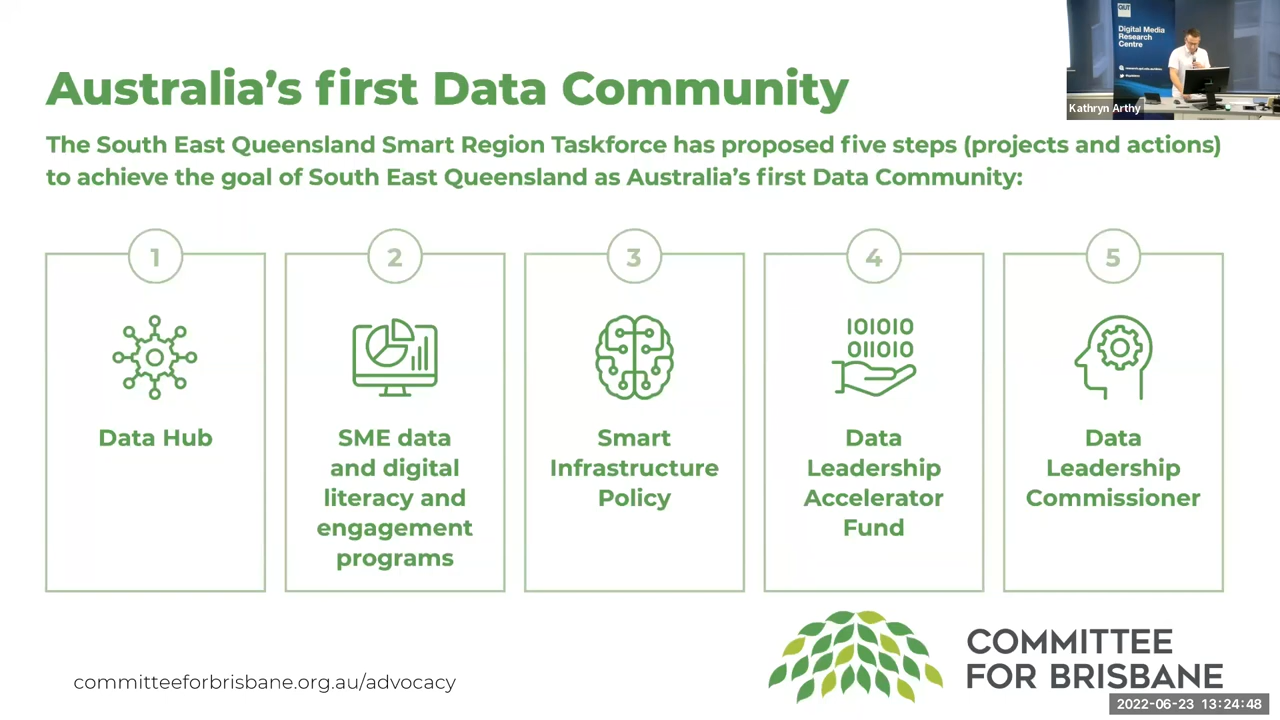 Australia's first Data Community
The South East Queensland Smart Region Taskforce has proposed five steps (projects and actions)
to achieve the goal of South East Queensland as Australia's first Data Community:
1
Data Hub
2
SME data
and digital
literacy and
engagement
programs
3
Smart
Infrastructure
Policy
4
101010
011010
Data
Leadership
Accelerator
Fund
5
Data
Leadership
Commissioner
committeeforbrisbane.org.au/advocacy
COMMITTEE
FOR BRISBANE
QUT
Digital Media
Research
Centre
Kathryn Arthy
2022-06-23 13:24:48